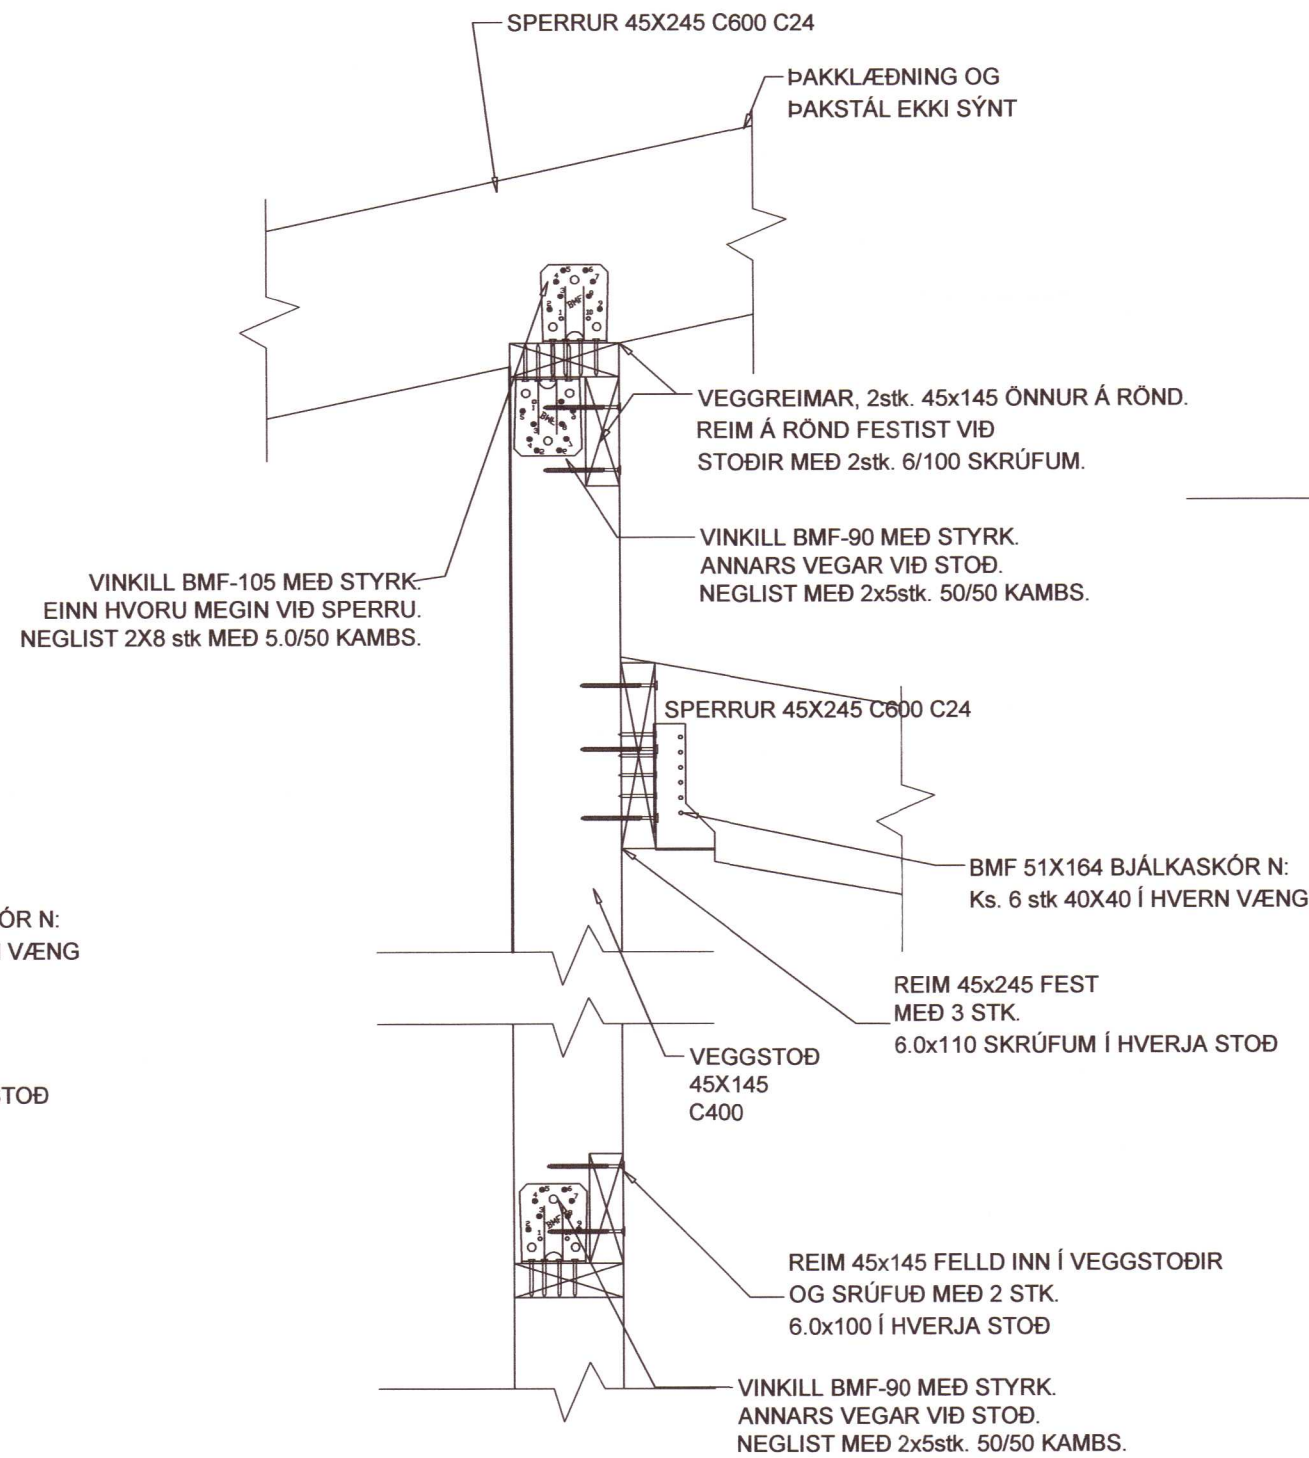 SPERRUR 45X245 C600 C24
ÞAKKLÆÐNING OG
ÞAKSTÁL EKKI SÝNT
VEGGREIMAR, 2stk. 45x145 ÖNNUR Á RÖND.
REIM Á RÖND FESTIST VIÐ
STOÐIR MEÐ 2stk. 6/100 SKRÚFUM.
VINKILL BMF-90 MEÐ STYRK.
ANNARS VEGAR VIÐ STOÐ.
NEGLIST MEÐ 2x5stk. 50/50 KAMBS.
VINKILL BMF-105 MEÐ STYRK.
EINN HVORU MEGIN VIÐ SPERRU.
NEGLIST 2X8 stk MEÐ 5.0/50 KAMBS.
SPERRUR 45X245 C600 C24
BMF 51X164 BJÁLKASKÓR N:
Ks. 6 stk 40X40 Í HVERN VÆNG
ÓR N:
VÆNG
REIM 45x245 FEST
MEÐ 3 STK.
6.0x110 SKRÚFUM Í HVERJA STOÐ
VEGGSTOÐ
45X145
C400
TOÐ
REIM 45x145 FELLD INN Í VEGGSTOÐIR
OG SRÚFUÐ MEÐ 2 STK.
6.0x100 Í HVERJA STOÐ
VINKILL BMF-90 MEÐ STYRK.
ANNARS VEGAR VIÐ STOÐ.
NEGLIST MEÐ 2x5stk. 50/50 KAMBS.